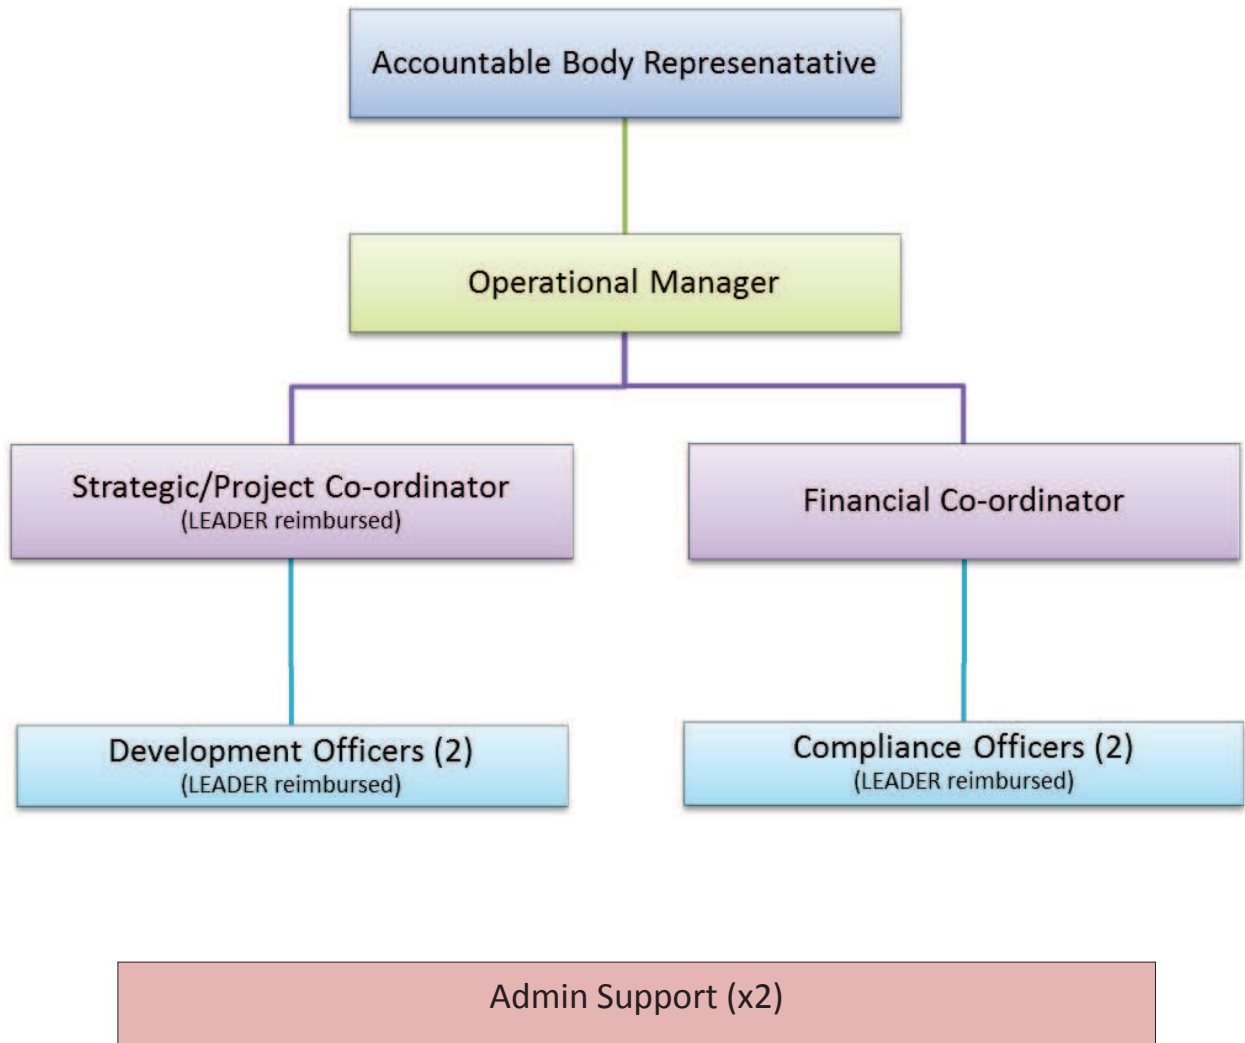 Accountable Body Represenatative
Operational Manager
Strategic/Project Co-ordinator
(LEADER reimbursed)
Financial Co-ordinator
Development Officers (2)
(LEADER reimbursed)
Compliance Officers (2)
(LEADER reimbursed)
Admin Support (x2)